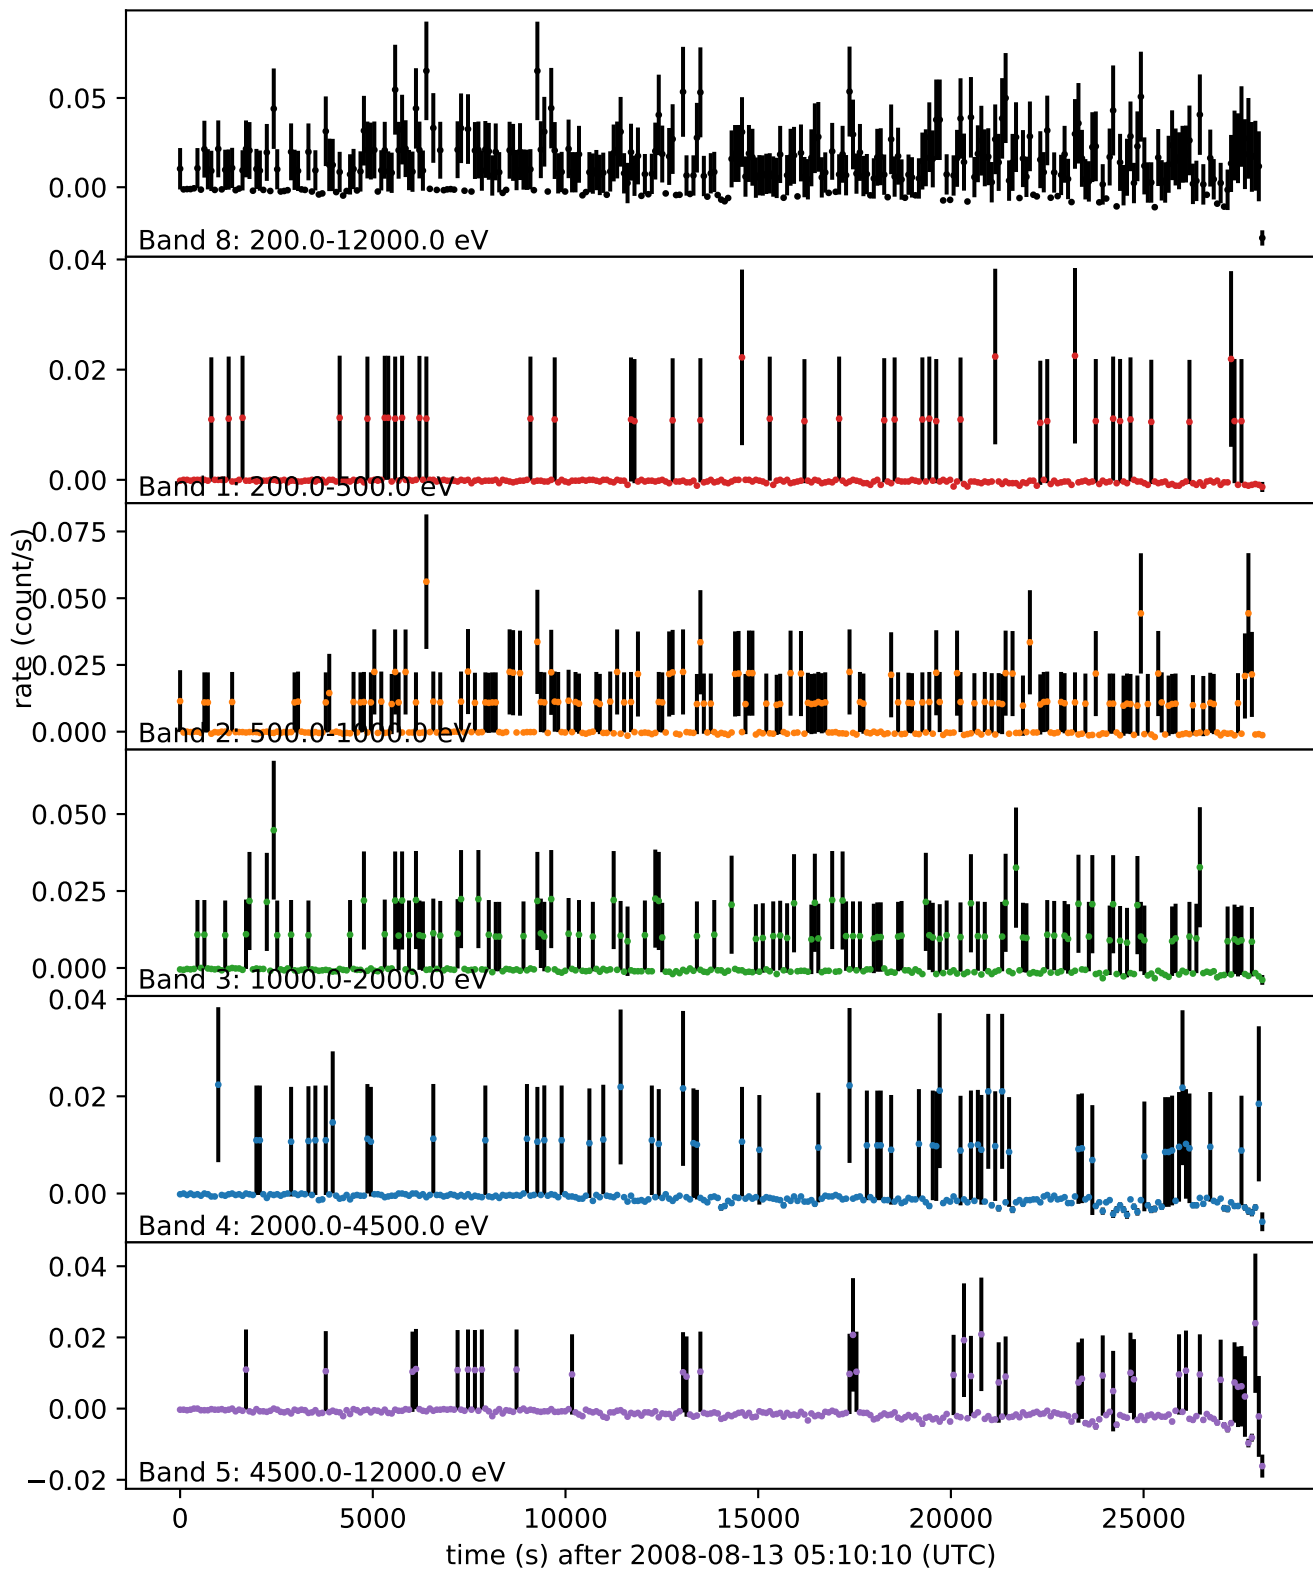 0.05
0.00
Band 8: 200.0-12000.0 eV
0.04
0.02
0.00
Band 1: 200.0-500.0 eV
rate (count/s)
0.075
0.050
0.025
0.000
Band 2: 500.0-1000.0 eV
0.050
0.025
0.000
Band 3: 1000.0-2000.0 eV
0.04
0.02
0.00
Band 4: 2000.0-4500.0 eV
0.04
0.02
0.00
−0.02
Band 5: 4500.0-12000.0 eV
0 5000 10000 15000 20000 25000
time (s) after 2008-08-13 05:10:10 (UTC)